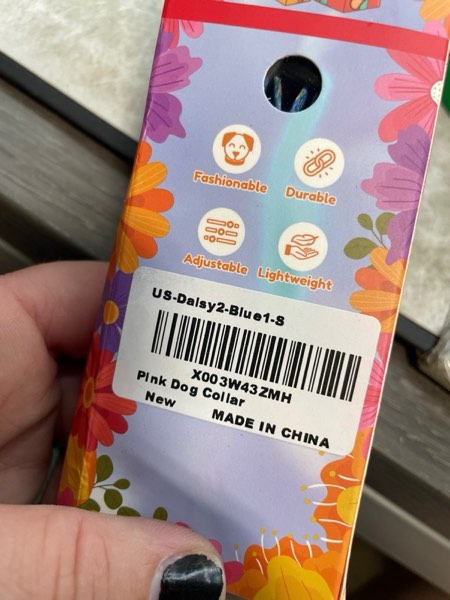 Fashionable Durable
Adjustable Lightweight
US-Daisy2-Blue1-S
X003W43ZMH
Pink Dog Collar
New MADE IN CHINA